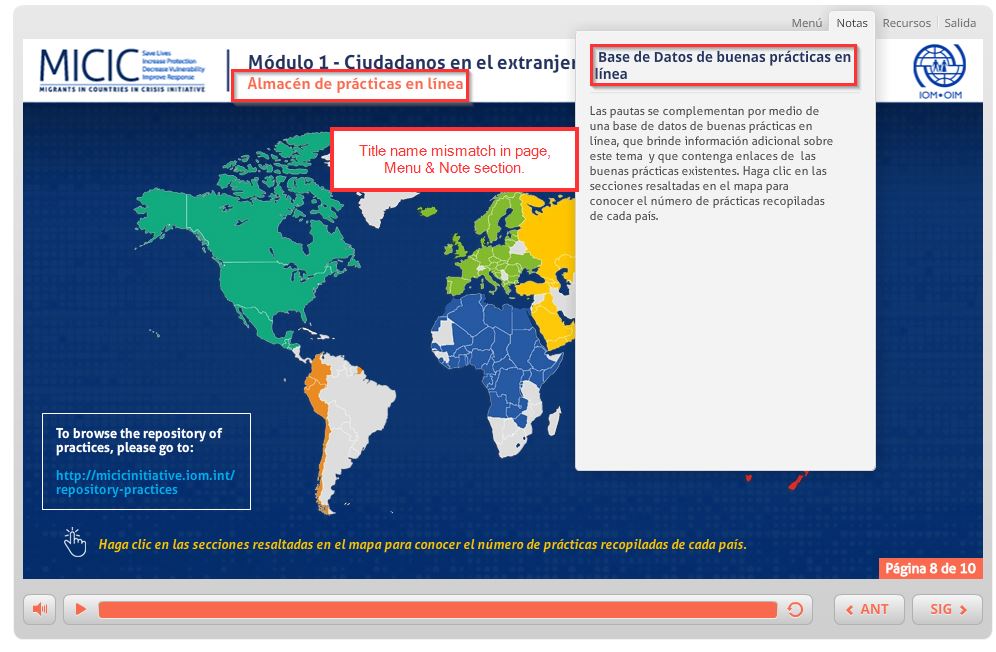 Menú Notas Recursos Salida
MICIC
Save Lives
Increase Protection
Decrease Vulnerability
Improve Response
MIGRANTS IN COUNTRIES IN CRISIS INITIATIVE
Módulo 1 - Ciudadanos en el extranjer
Almacén de prácticas en línea
Base de Datos de buenas prácticas en
línea
IOM•OIM
Las pautas se complementan por medio de
una base de datos de buenas prácticas en
línea, que brinde información adicional sobre
este tema y que contenga enlaces de las
buenas prácticas existentes. Haga clic en las
secciones resaltadas en el mapa para
conocer el número de prácticas recopiladas
de cada país.
Title name mismatch in page,
Menu & Note section.
To browse the repository of
practices, please go to:
http://micicinitiative.iom.int/
repository-practices
Haga clic en las secciones resaltadas en el mapa para conocer el número de prácticas recopiladas de cada país.
Página 8 de 10
ANT
SIG